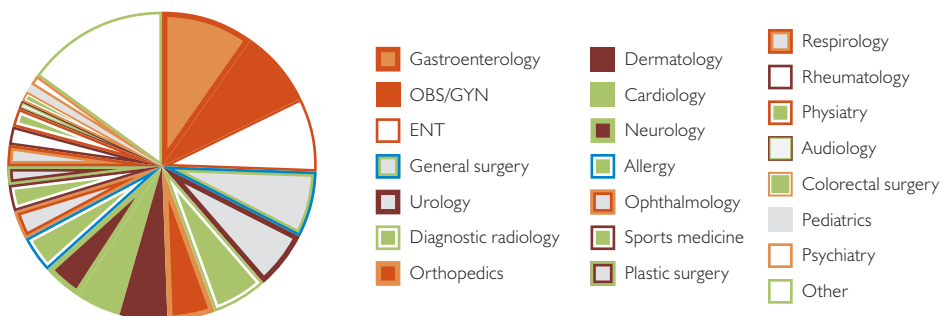 Gastroenterology
OBS/GYN
ENT
General surgery
Urology
Diagnostic radiology
Orthopedics
Dermatology
Cardiology
Neurology
Allergy
Ophthalmology
Sports medicine
Plastic surgery
Respirology
Rheumatology
Physiatry
Audiology
Colorectal surgery
Pediatrics
Psychiatry
Other